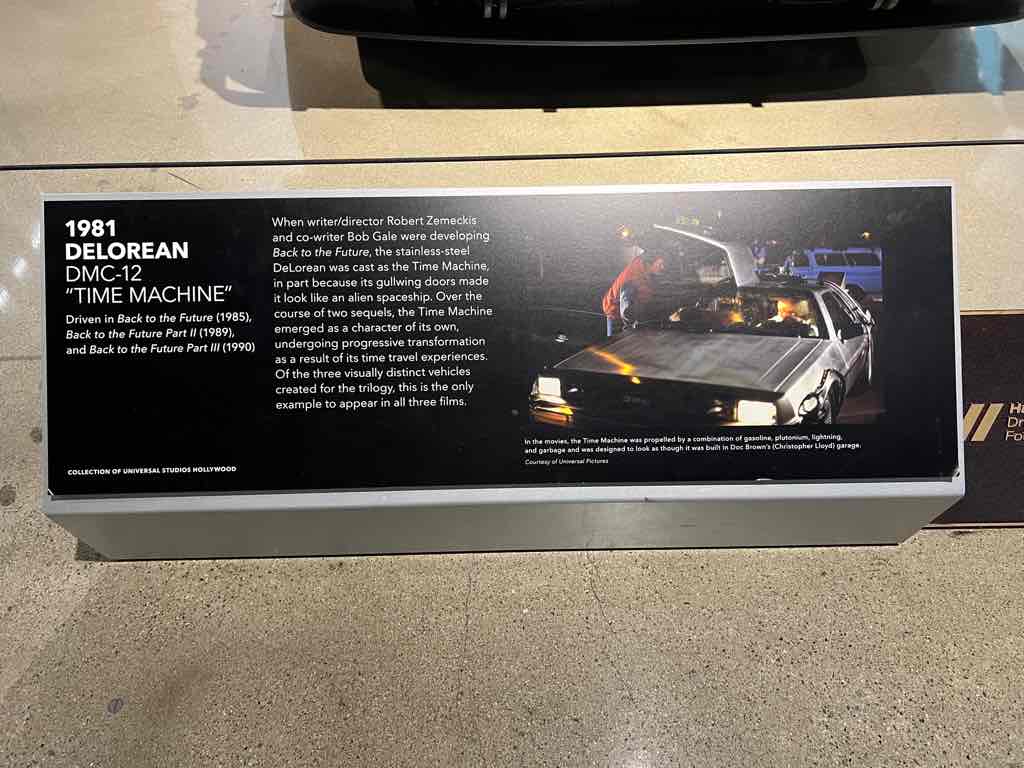 1981
DELOREAN
DMC-12
"TIME MACHINE"
Driven in Back to the Future (1985),
Back to the Future Part II (1989),
and Back to the Future Part III (1990)
COLLECTION OF UNIVERSAL STUDIOS HOLLYWOOD
When writer/director Robert Zemeckis
and co-writer Bob Gale were developing
Back to the Future, the stainless-steel
DeLorean was cast as the Time Machine,
in part because its gullwing doors made
it look like an alien spaceship. Over the
course of two sequels, the Time Machine
emerged as a character of its own,
undergoing progressive transformation
as a result of its time travel experiences.
Of the three visually distinct vehicles
created for the trilogy, this is the only
example to appear in all three films.
In the movies, the Time Machine was propelled by a combination of gasoline, plutonium, lightning,
and garbage and was designed to look as though it was built in Doc Brown's (Christopher Lloyd) garage.
Courtesy of Universal Pictures